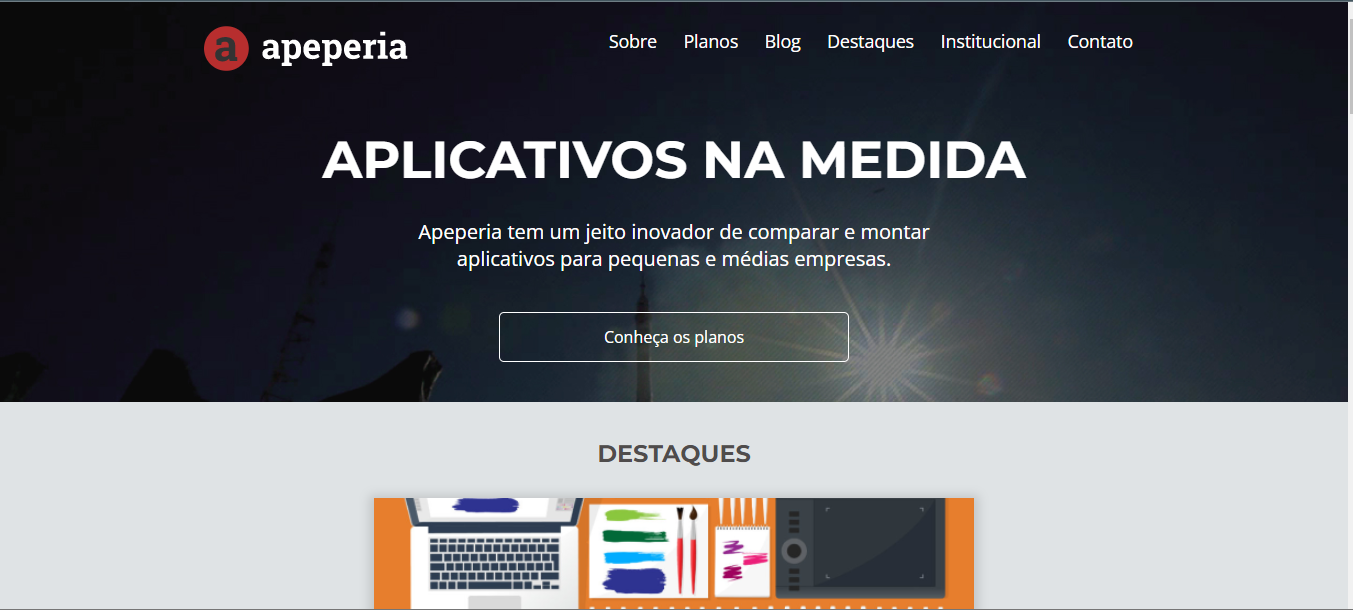 a apeperia
Sobre Planos Blog Destaques Institucional Contato
APLICATIVOS NA MEDIDA
Apeperia tem um jeito inovador de comparar e montar
aplicativos para pequenas e médias empresas.
Conheça os planos
DESTAQUES